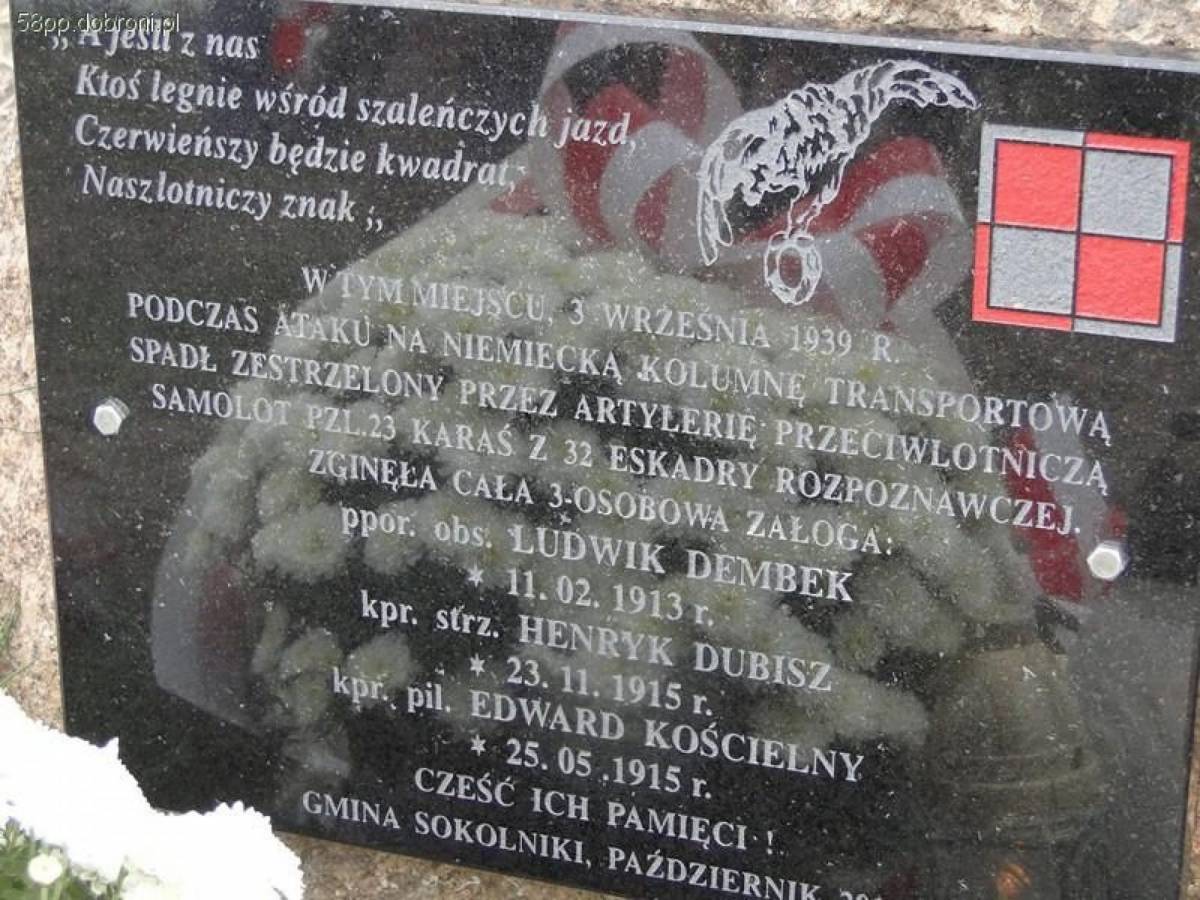 58pp.dobroni.pl
„ A jeśli z nas
Ktoś legnie wśród szaleńczych jazd,
Czerwieńszy będzie kwadrat,
Nasz lotniczy znak „
W TYM MIEJSCU, 3 WRZEŚNIA 1939 R.
PODCZAS ATAKU NA NIEMIECKĄ KOLUMNĘ TRANSPORTOWĄ
SPADŁ ZESTRZELONY PRZEZ ARTYLERIĘ PRZECIWLOTNICZĄ
SAMOLOT PZL.23 KARAŚ Z 32 ESKADRY ROZPOZNAWCZEJ.
ZGINĘŁA CAŁA 3-OSOBOWA ZAŁOGA:
ppor. obs. LUDWIK DEMBEK
* 11. 02. 1913 r.
kpr. strz. HENRYK DUBISZ
* 23. 11. 1915 r.
kpr. pil. EDWARD KOŚCIELNY
* 25. 05 .1915 r.
CZEŚĆ ICH PAMIĘCI !
GMINA SOKOLNIKI, PAŹDZIERNIK